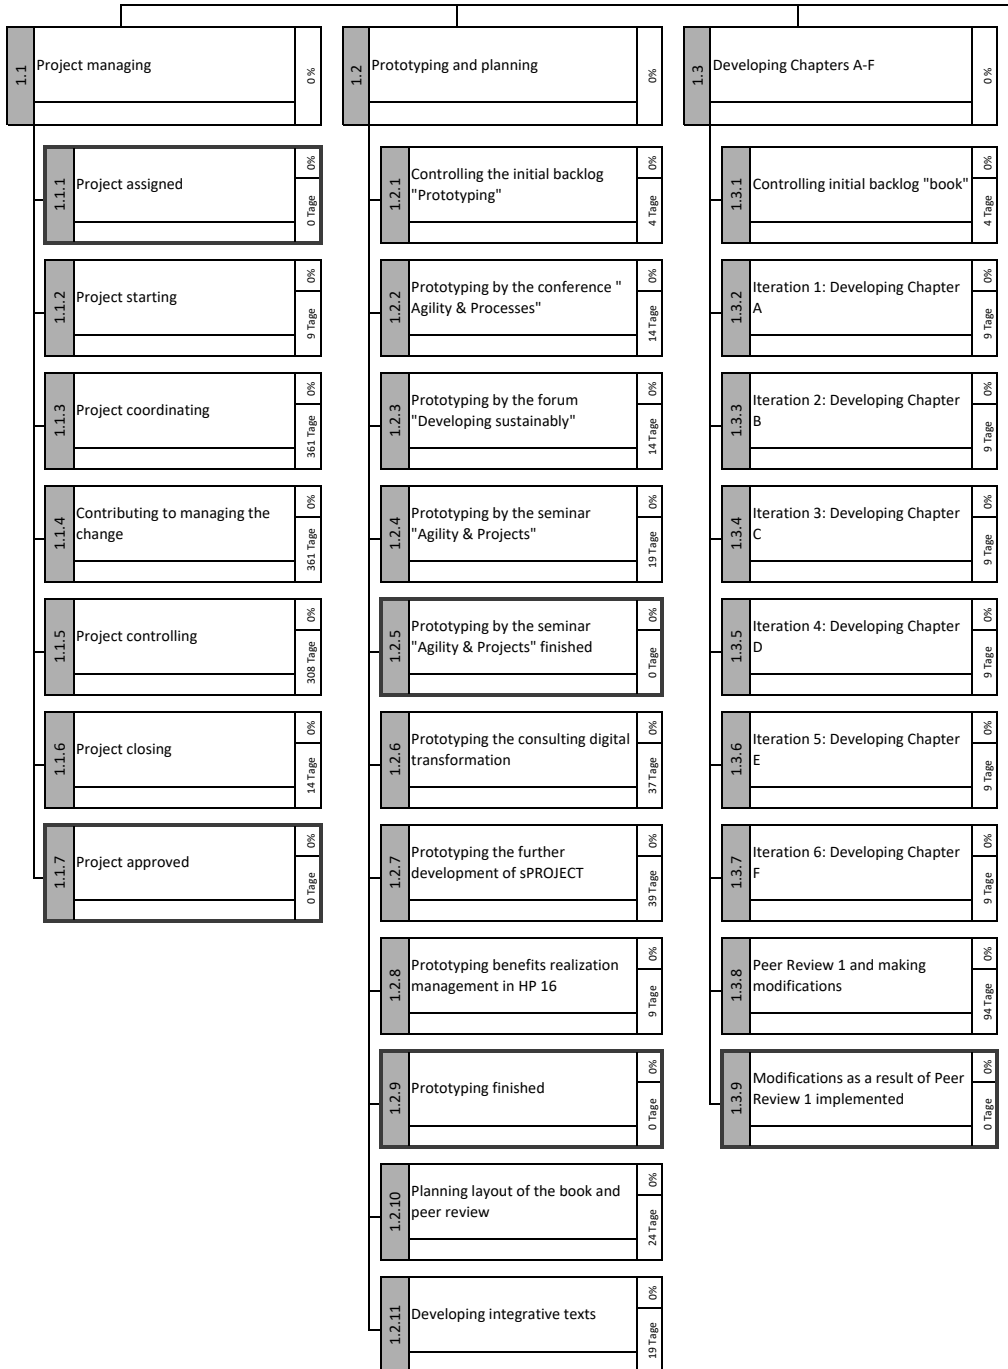 1.1
Project managing
0%
1.1.1
Project assigned
0%
0 Tage
1.1.2
Project starting
0%
9 Tage
1.1.3
Project coordinating
0%
361 Tage
1.1.4
Contributing to managing the
change
0%
361 Tage
1.1.5
Project controlling
0%
308 Tage
1.1.6
Project closing
0%
14 Tage
1.1.7
Project approved
0%
0 Tage
1.2
Prototyping and planning
0%
1.2.1
Controlling the initial backlog
"Prototyping"
0%
4 Tage
1.2.2
Prototyping by the conference "
Agility & Processes"
0%
14 Tage
1.2.3
Prototyping by the forum
"Developing sustainably"
0%
14 Tage
1.2.4
Prototyping by the seminar
"Agility & Projects"
0%
19 Tage
1.2.5
Prototyping by the seminar
"Agility & Projects" finished
0%
0 Tage
1.2.6
Prototyping the consulting digital
transformation
0%
37 Tage
1.2.7
Prototyping the further
development of sPROJECT
0%
39 Tage
1.2.8
Prototyping benefits realization
management in HP 16
0%
9 Tage
1.2.9
Prototyping finished
0%
0 Tage
1.2.10
Planning layout of the book and
peer review
0%
24 Tage
1.2.11
Developing integrative texts
0%
19 Tage
1.3
Developing Chapters A-F
0%
1.3.1
Controlling initial backlog "book"
0%
4 Tage
1.3.2
Iteration 1: Developing Chapter
A
0%
9 Tage
1.3.3
Iteration 2: Developing Chapter
B
0%
9 Tage
1.3.4
Iteration 3: Developing Chapter
C
0%
9 Tage
1.3.5
Iteration 4: Developing Chapter
D
0%
9 Tage
1.3.6
Iteration 5: Developing Chapter
E
0%
9 Tage
1.3.7
Iteration 6: Developing Chapter
F
0%
9 Tage
1.3.8
Peer Review 1 and making
modifications
0%
94 Tage
1.3.9
Modifications as a result of Peer
Review 1 implemented
0%
0 Tage